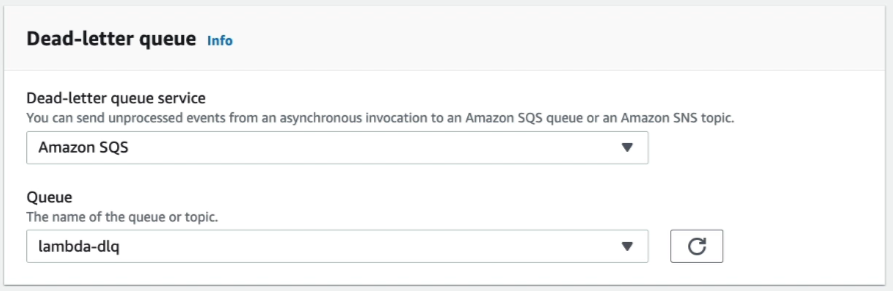 Dead-letter queue Info
Dead-letter queue service
You can send unprocessed events from an asynchronous invocation to an Amazon SQS queue or an Amazon SNS topic.
Amazon SQS
Queue
The name of the queue or topic.
lambda-dlq